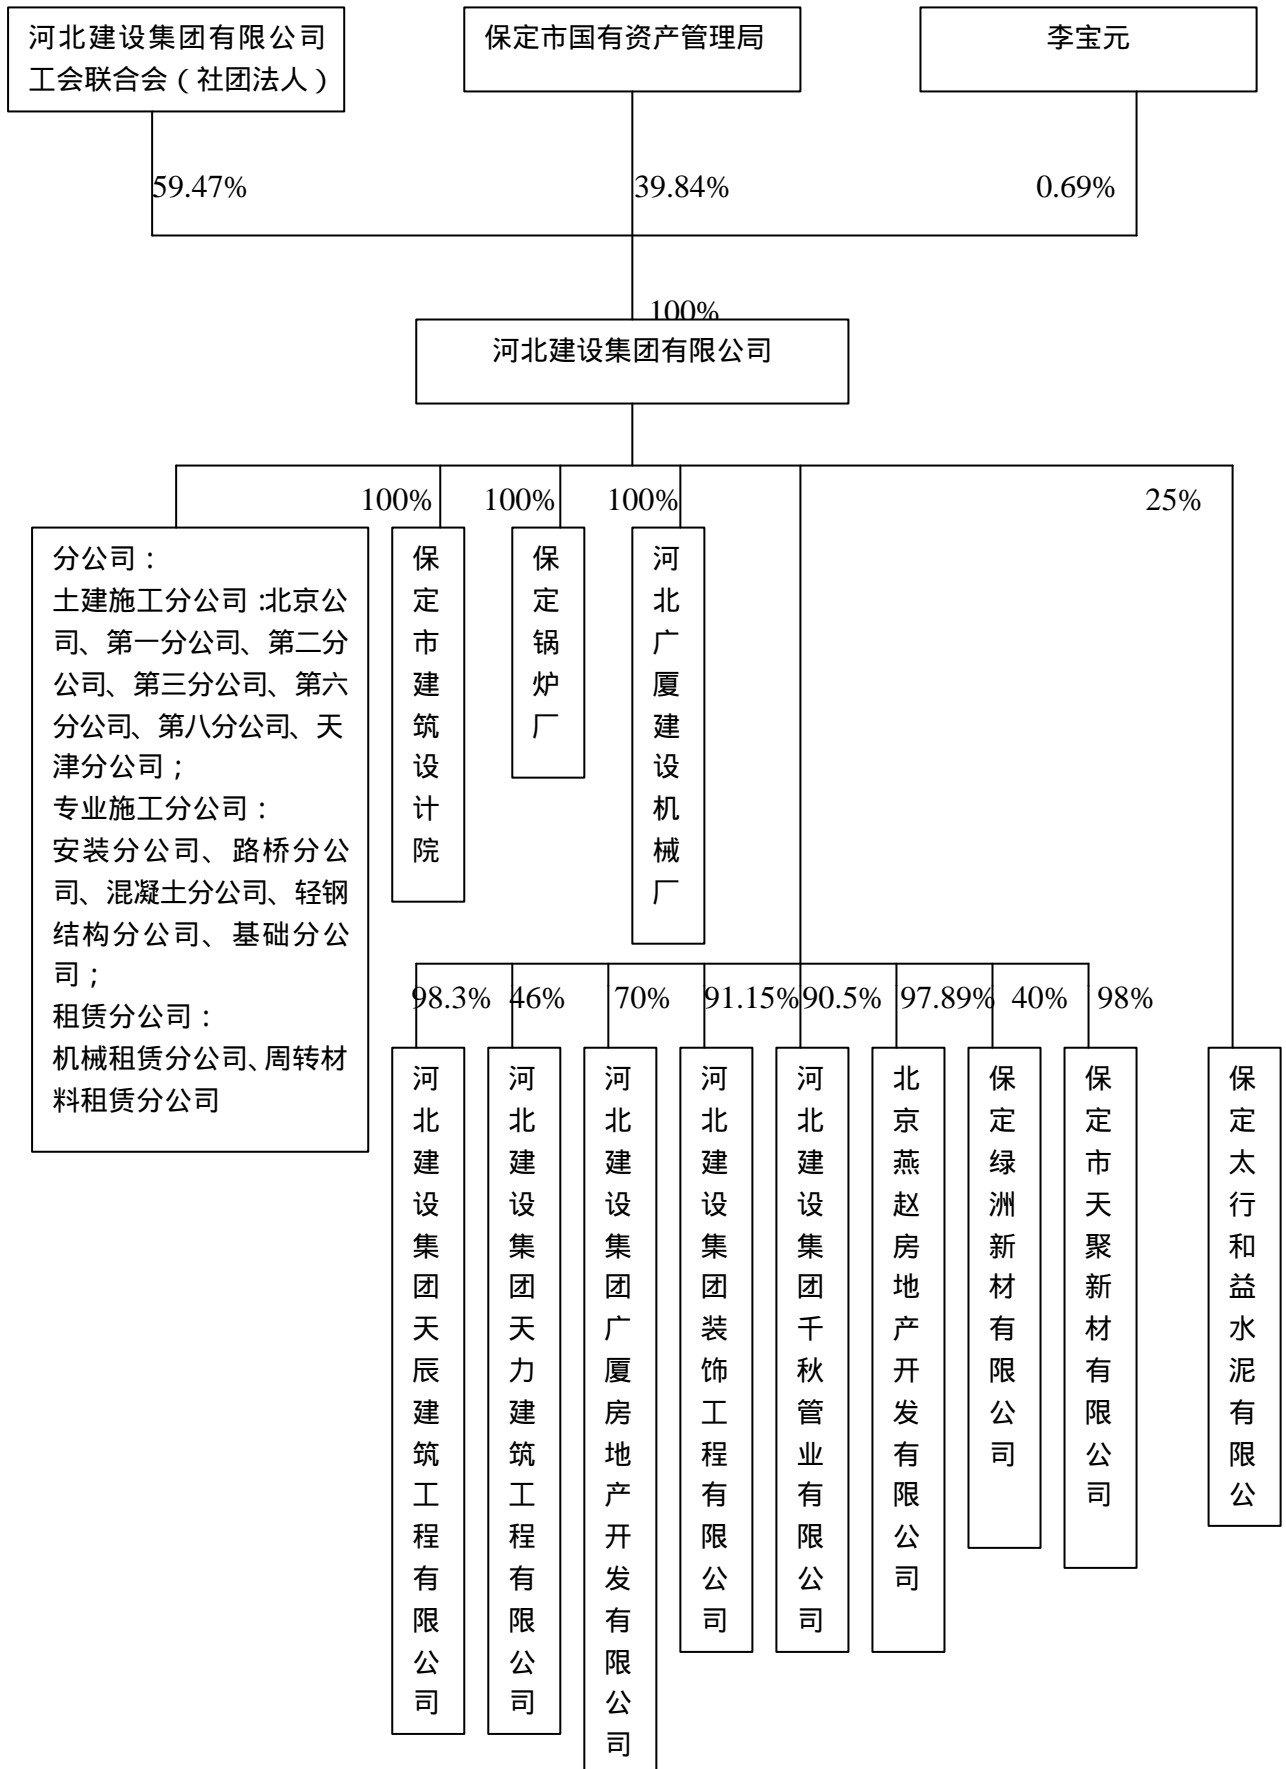 河北建设集团有限公司
工会联合会（社团法人）
保定市国有资产管理局
李宝元
59.47%
39.84%
0.69%
100%
河北建设集团有限公司
100%
100%
100%
25%
分公司：
土建施工分公司：北京公
司、第一分公司、第二分
公司、第三分公司、第六
分公司、第八分公司、天
津分公司；
专业施工分公司：
安装分公司、路桥分公
司、混凝土分公司、轻钢
结构分公司、基础分公
司；
租赁分公司：
机械租赁分公司、周转材
料租赁分公司
保定市建筑设计院
保定锅炉厂
河北广厦建设机械厂
98.3%
46%
70%
91.15%
90.5%
97.89%
40%
98%
河北建设集团天辰建筑工程有限公司
河北建设集团天力建筑工程有限公司
河北建设集团广厦房地产开发有限公司
河北建设集团装饰工程有限公司
河北建设集团千秋管业有限公司
北京燕赵房地产开发有限公司
保定绿洲新材有限公司
保定市天聚新材有限公司
保定太行和益水泥有限公